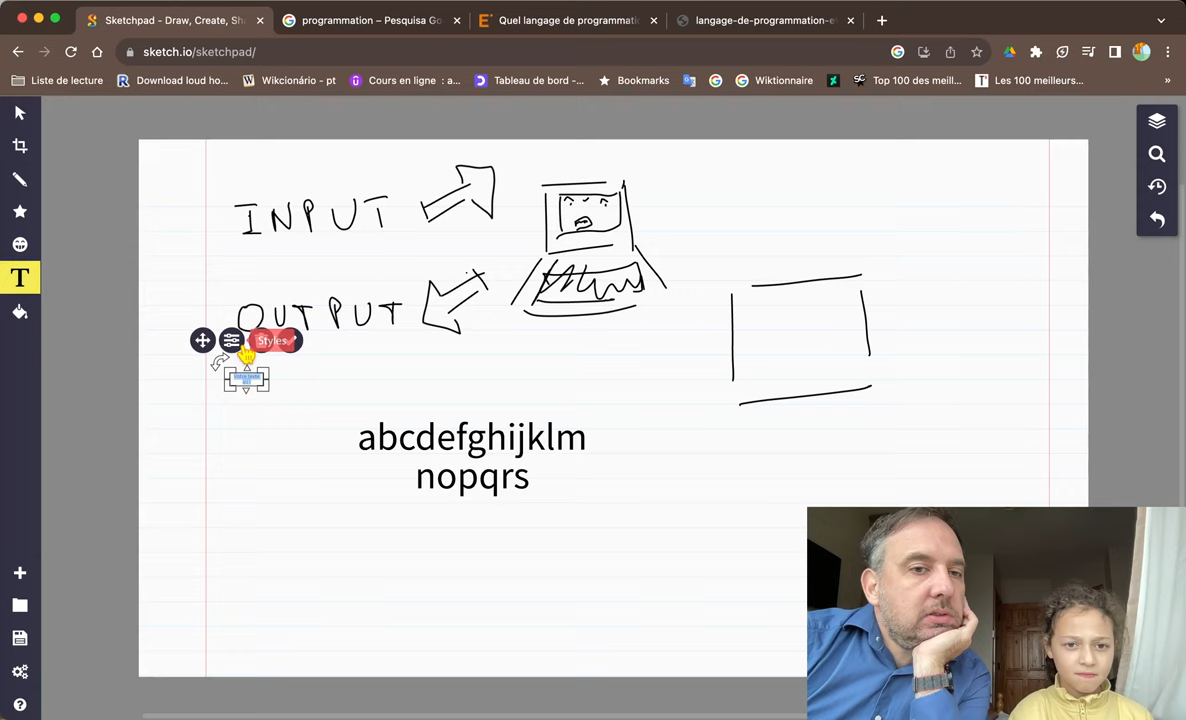 Sketchpad - Draw, Create, Sha
programmation – Pesquisa Go
Quel langage de programmati
langage-de-programmation-e
sketch.io/sketchpad/
Liste de lecture
Download loud ho...
Wikcionário - pt
Cours en ligne : a...
Tableau de bord -...
Bookmarks
Wiktionnaire
Top 100 des meill...
Les 100 meilleurs...
»
T
INPUT
OUTPUT
Styles
abcdefghijklm
nopqrs